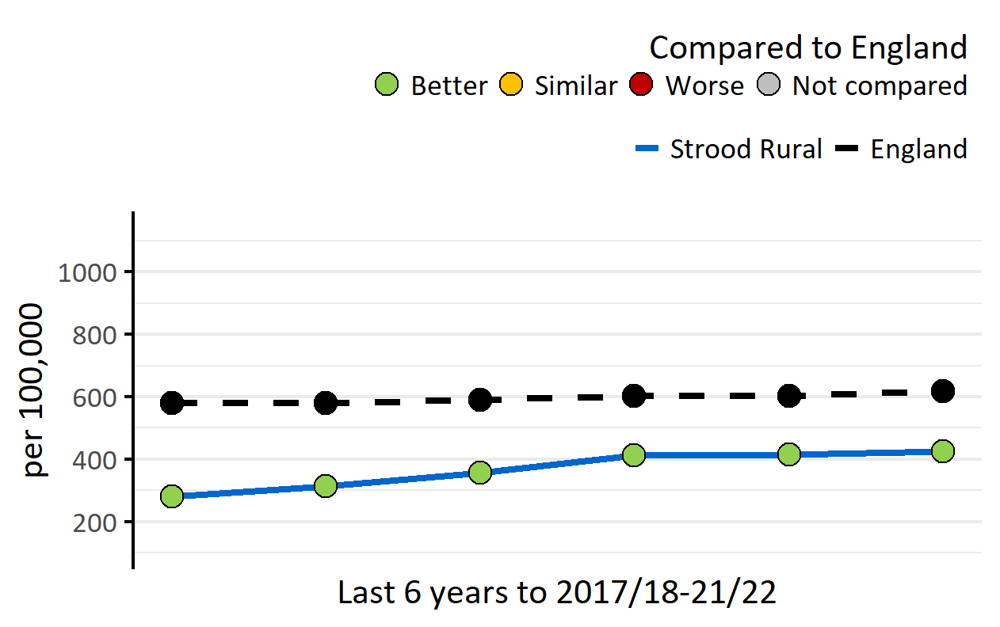 Compared to England
Better Similar Worse Not compared
Strood Rural England
1000
800
600
400
200
per 100,000
Last 6 years to 2017/18-21/22